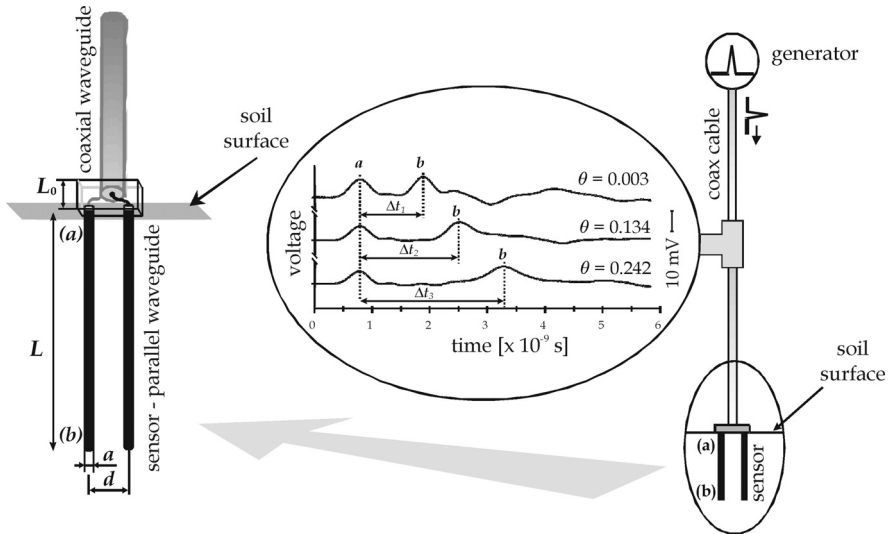 coaxial waveguide
soil
surface
L₀
(a)
L
(b)
a
d
sensor - parallel waveguide
voltage
a
b
θ = 0.003
Δt₁
b
θ = 0.134
Δt₂
b
θ = 0.242
Δt₃
10 mV
0 1 2 3 4 5 6
time [x 10⁻⁹ s]
generator
coax cable
soil
surface
(a)
(b)
sensor